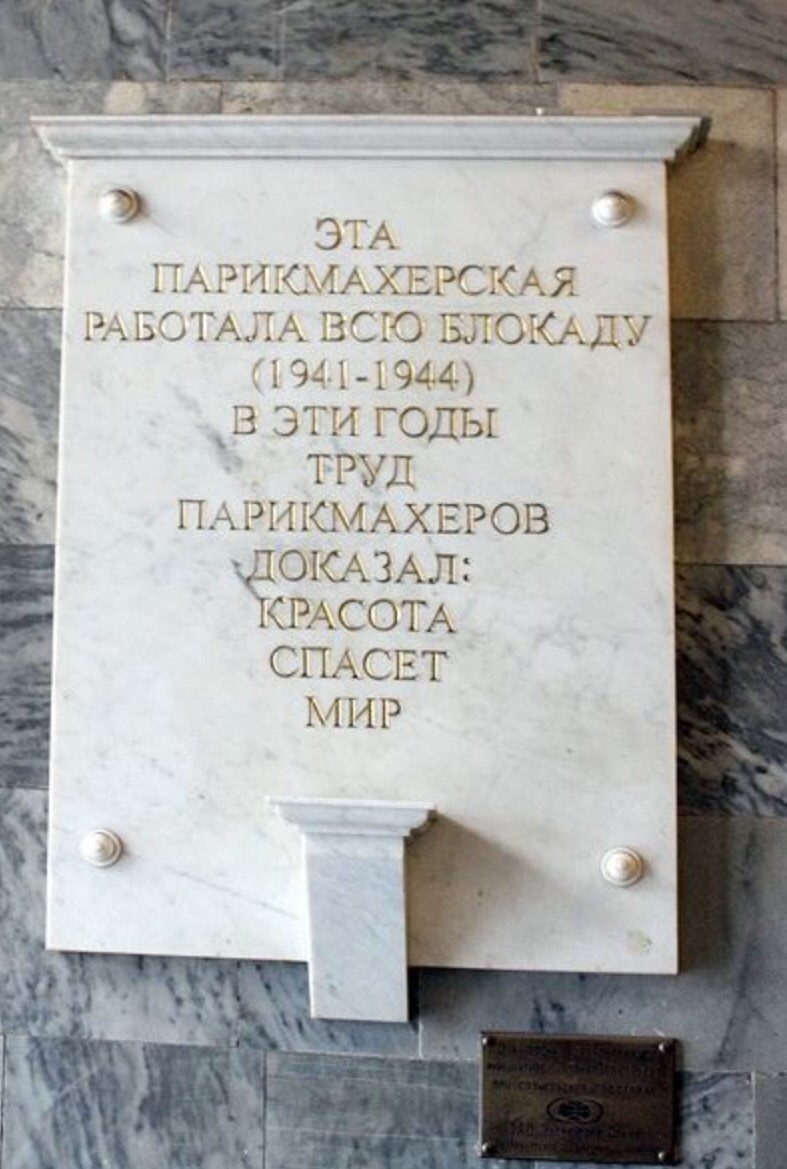 ЭТА
ПАРИКМАХЕРСКАЯ
РАБОТАЛА ВСЮ БЛОКАДУ
(1941-1944)
В ЭТИ ГОДЫ
ТРУД
ПАРИКМАХЕРОВ
ДОКАЗАЛ:
КРАСОТА
СПАСЕТ
МИР